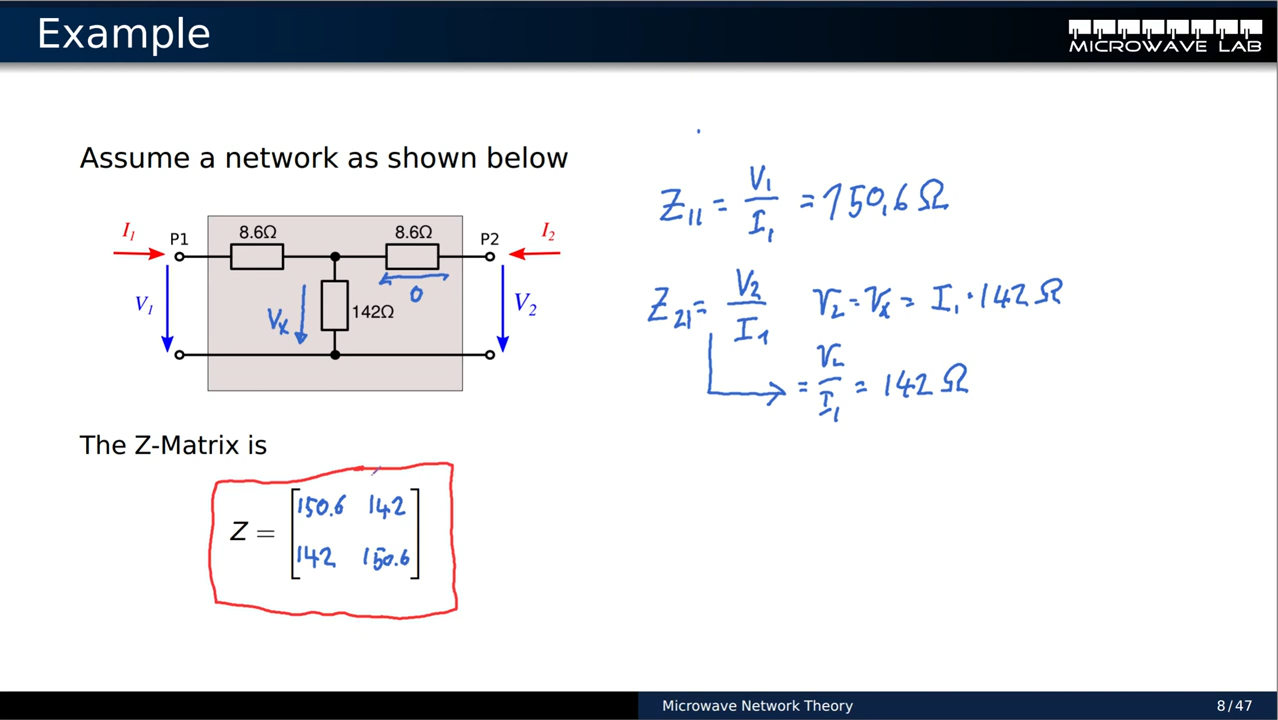 Example
MICROWAVE LAB
Assume a network as shown below
I1
P1
8.6Ω
8.6Ω
P2
I2
V1
Vx
142Ω
0
V2
The Z-Matrix is
Z = [150.6 142
142 150.6]
Z11 = V1/I1 = 150,6 Ω
Z21 = V2/I1 V2 = Vx = I1 · 142 Ω
= V2/I1 = 142 Ω
Microwave Network Theory
8 / 47